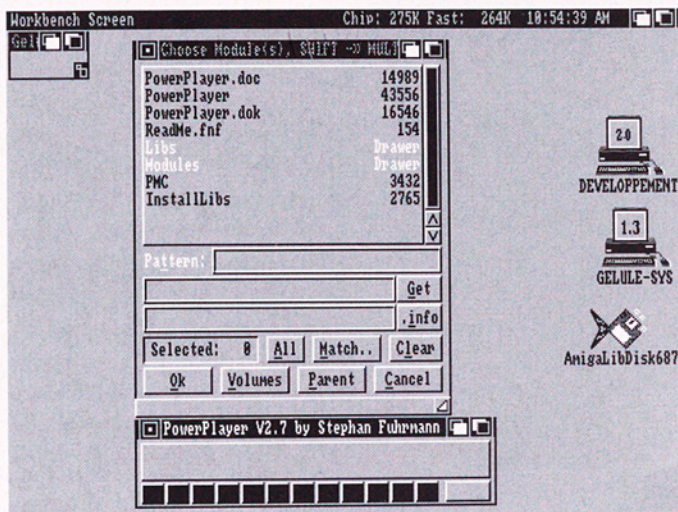 Workbench Screen Chip: 275K Fast: 264K 10:54:39 AM
Gel
Choose Module(s), SHIFT -> MULT
PowerPlayer.doc 14989
PowerPlayer 43556
PowerPlayer.dok 16546
ReadMe.fnf 154
Libs Drawer
Modules Drawer
PMC 3432
InstallLibs 2765
Pattern:
Get
.info
Selected: 0 All Match.. Clear
Ok Volumes Parent Cancel
PowerPlayer V2.7 by Stephan Fuhrmann
2.0
DEVELOPPEMENT
1.3
GELULE-SYS
AmigaLibDisk687